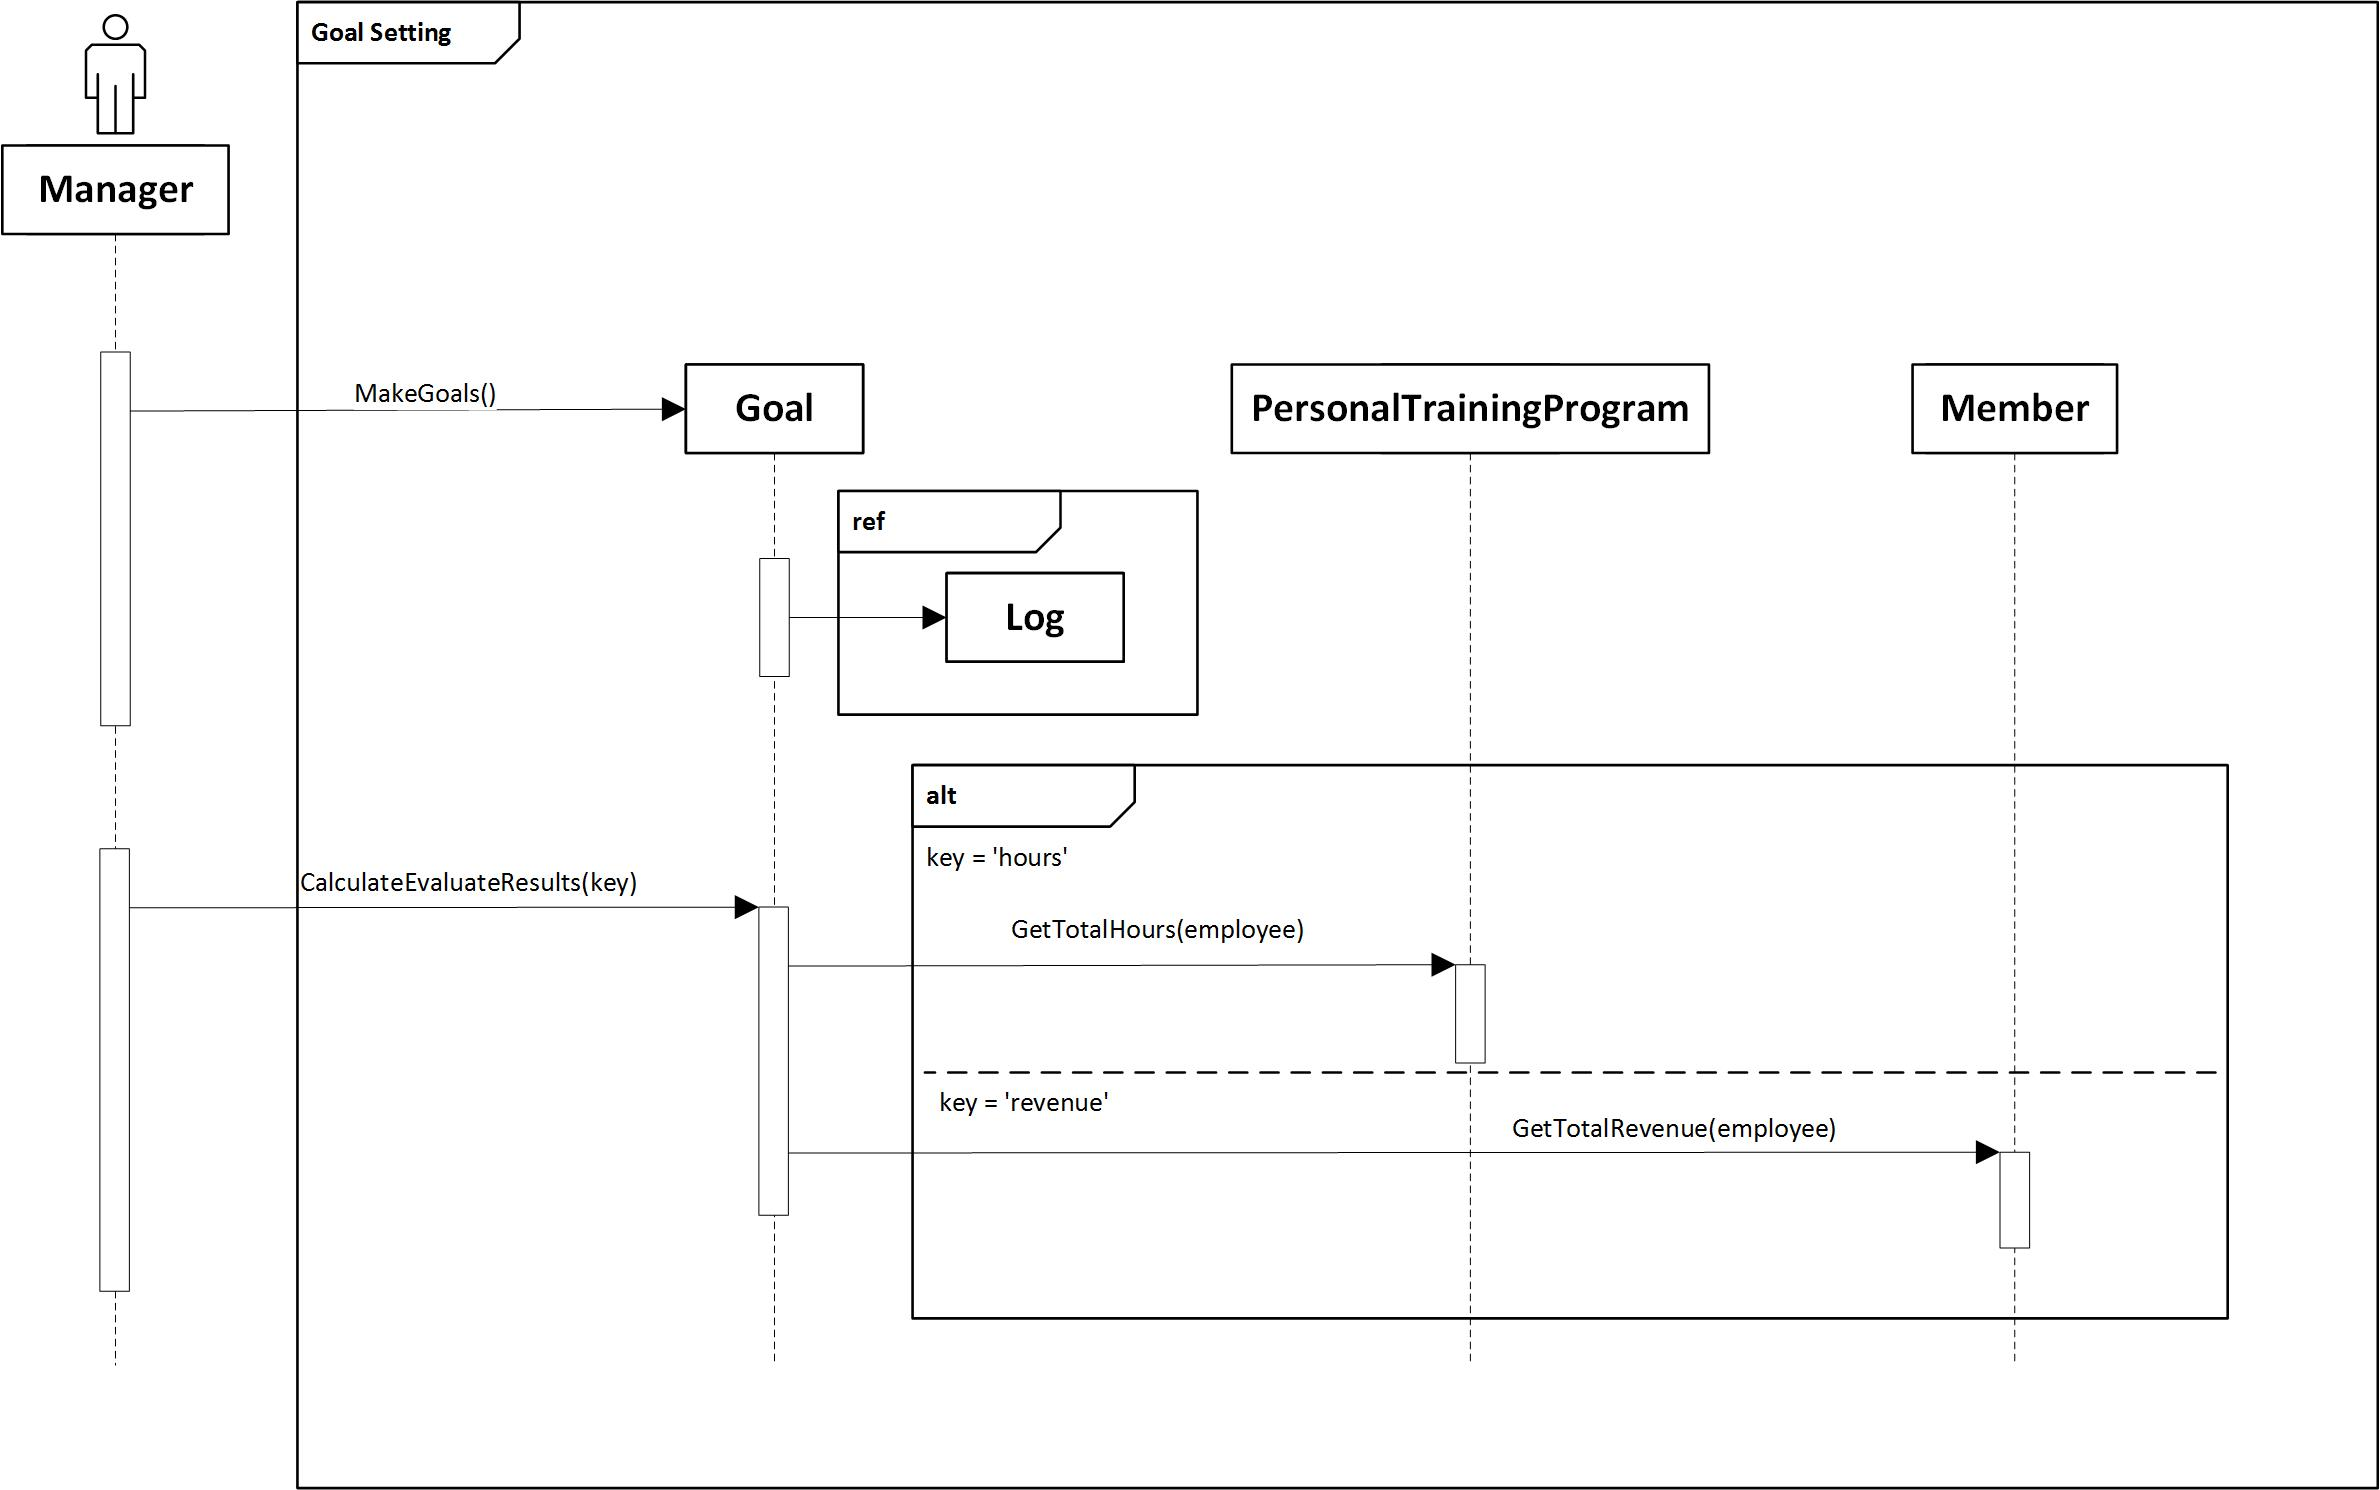 Goal Setting
Manager
MakeGoals()
Goal
PersonalTrainingProgram
Member
ref
Log
alt
key = 'hours'
CalculateEvaluateResults(key)
GetTotalHours(employee)
key = 'revenue'
GetTotalRevenue(employee)